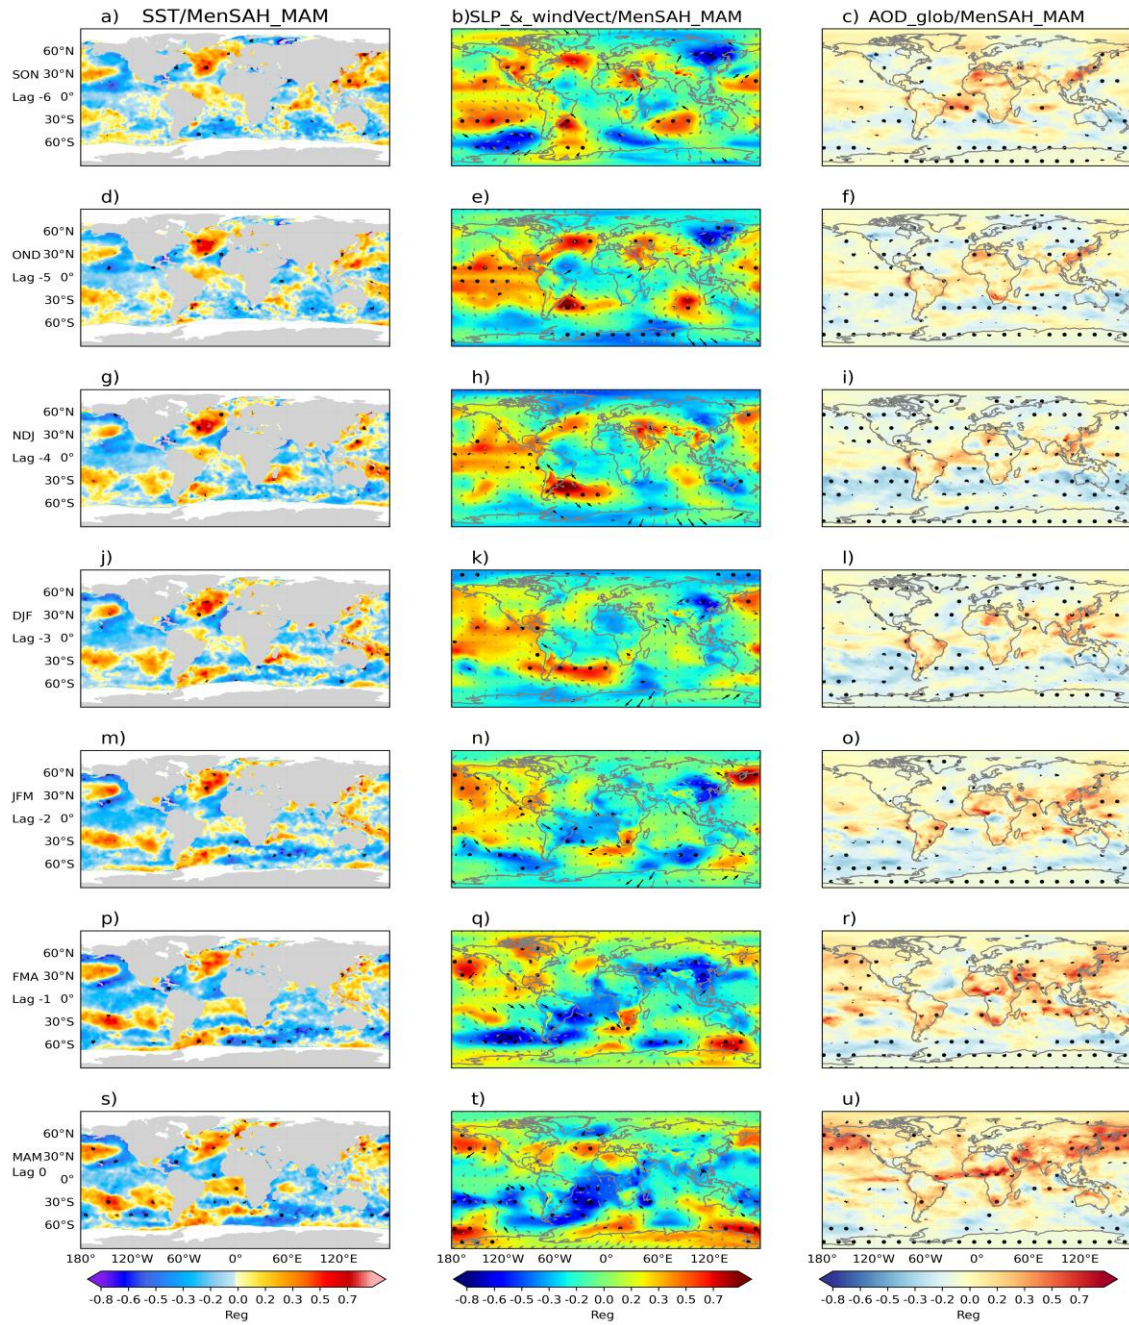 a) SST/MenSAH_MAM b)SLP_&_windVect/MenSAH_MAM c) AOD_glob/MenSAH_MAM
60°N
SON 30°N
Lag -6 0°
30°S
60°S
d) e) f)
60°N
OND 30°N
Lag -5 0°
30°S
60°S
g) h) i)
60°N
NDJ 30°N
Lag -4 0°
30°S
60°S
j) k) l)
60°N
DJF 30°N
Lag -3 0°
30°S
60°S
m) n) o)
60°N
JFM 30°N
Lag -2 0°
30°S
60°S
p) q) r)
60°N
FMA 30°N
Lag -1 0°
30°S
60°S
s) t) u)
60°N
MAM 30°N
Lag 0
0°
30°S
60°S
180° 120°W 60°W 0° 60°E 120°E 180° 120°W 60°W 0° 60°E 120°E 180° 120°W 60°W 0° 60°E 120°E
-0.8 -0.6 -0.5 -0.3 -0.2 0.0 0.2 0.3 0.5 0.7 -0.8 -0.6 -0.5 -0.3 -0.2 0.0 0.2 0.3 0.5 0.7 -0.8 -0.6 -0.5 -0.3 -0.2 0.0 0.2 0.3 0.5 0.7
Reg Reg Reg